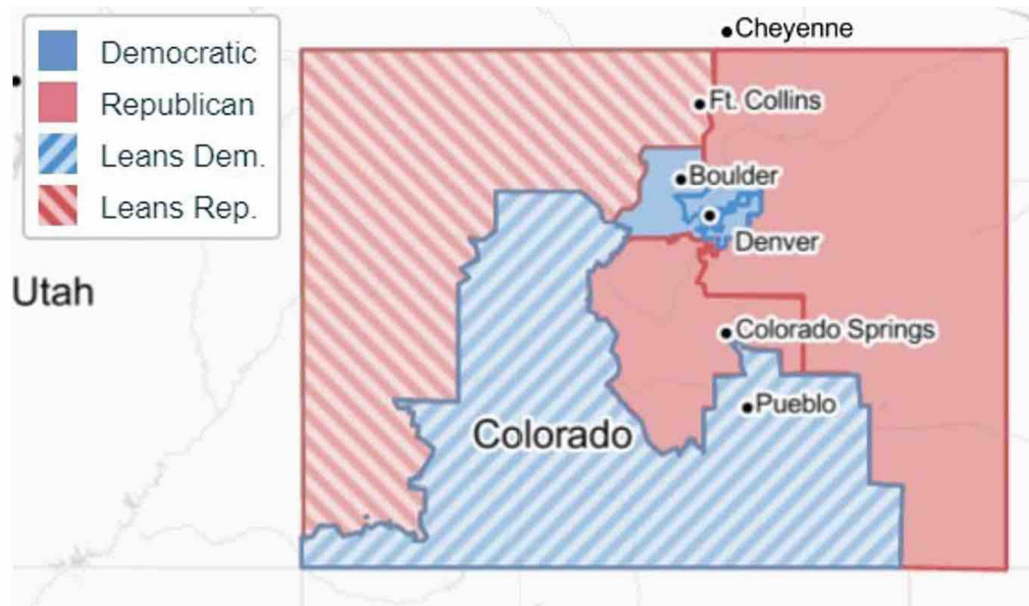 Democratic
Republican
Leans Dem.
Leans Rep.
Cheyenne
Ft. Collins
Boulder
Denver
Utah
Colorado Springs
Pueblo
Colorado